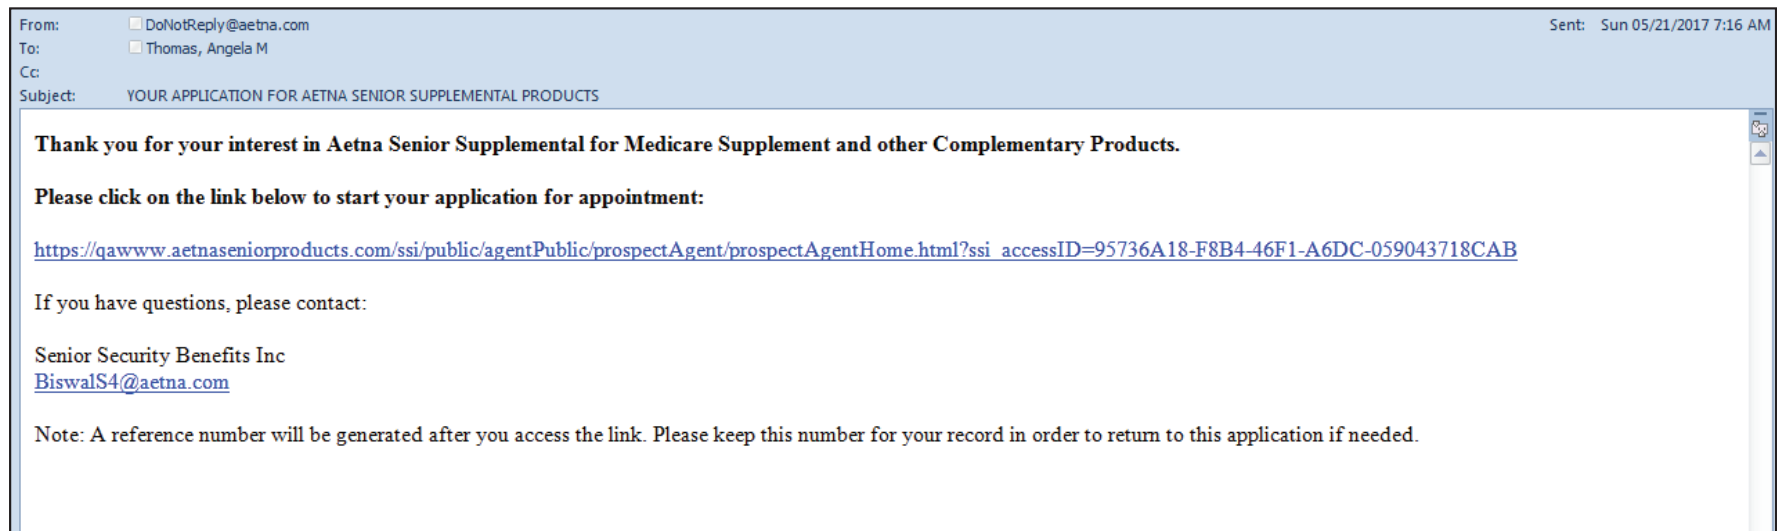 From: DoNotReply@aetna.com Sent: Sun 05/21/2017 7:16 AM
To: Thomas, Angela M
Cc:
Subject: YOUR APPLICATION FOR AETNA SENIOR SUPPLEMENTAL PRODUCTS
Thank you for your interest in Aetna Senior Supplemental for Medicare Supplement and other Complementary Products.
Please click on the link below to start your application for appointment:
https://qawww.aetnaseniorproducts.com/ssi/public/agentPublic/prospectAgent/prospectAgentHome.html?ssi_accessID=95736A18-F8B4-46F1-A6DC-059043718CAB
If you have questions, please contact:
Senior Security Benefits Inc
BiswalS4@aetna.com
Note: A reference number will be generated after you access the link. Please keep this number for your record in order to return to this application if needed.